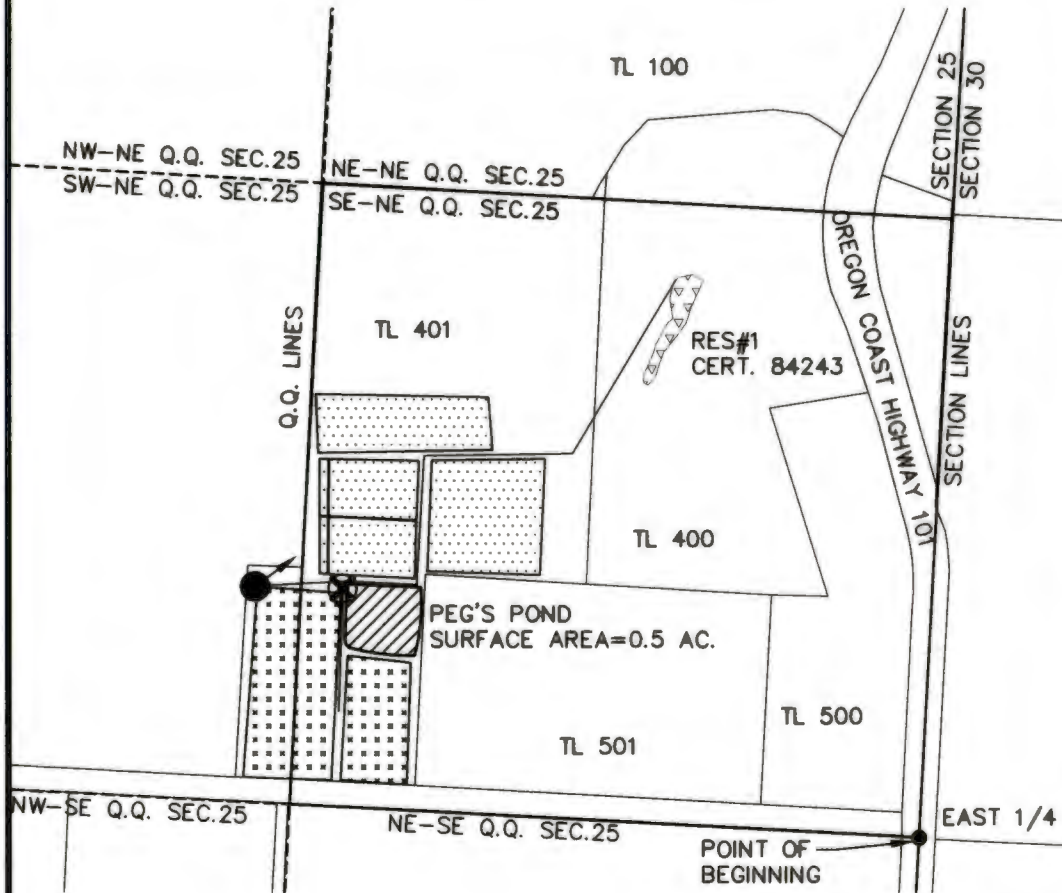 TL 100
SECTION 25
SECTION 30
NW-NE Q.Q. SEC.25
NE-NE Q.Q. SEC.25
SW-NE Q.Q. SEC.25
SE-NE Q.Q. SEC.25
OREGON COAST HIGHWAY 101
Q.Q. LINES
TL 401
RES#1
CERT. 84243
SECTION LINES
TL 400
PEG'S POND
SURFACE AREA=0.5 AC.
TL 500
TL 501
NW-SE Q.Q. SEC.25
NE-SE Q.Q. SEC.25
EAST 1/4
POINT OF
BEGINNING